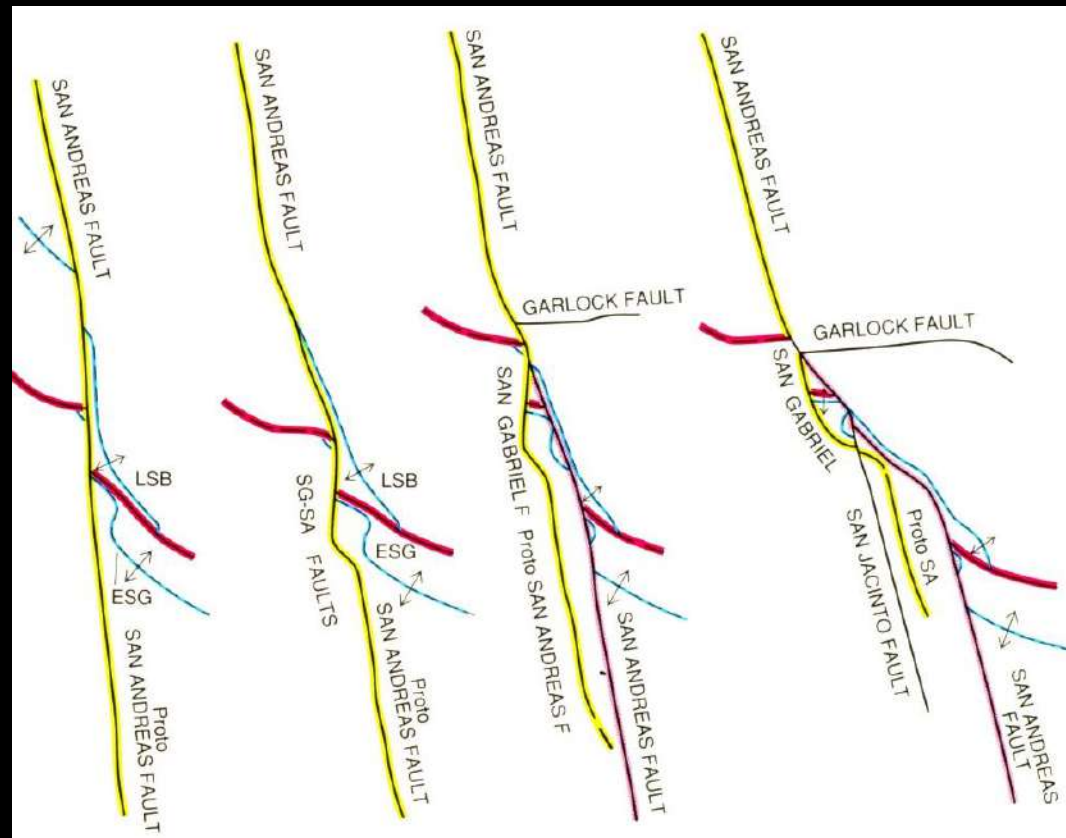 SAN ANDREAS FAULT
LSB
ESG
Proto
SAN ANDREAS FAULT
SAN ANDREAS FAULT
LSB
SG-SA FAULTS
ESG
Proto
SAN ANDREAS FAULT
SAN ANDREAS FAULT
GARLOCK FAULT
SAN GABRIEL F
Proto SAN ANDREAS F
SAN ANDREAS FAULT
SAN ANDREAS FAULT
GARLOCK FAULT
SAN GABRIEL
Proto SA
SAN JACINTO FAULT
SAN ANDREAS
FAULT